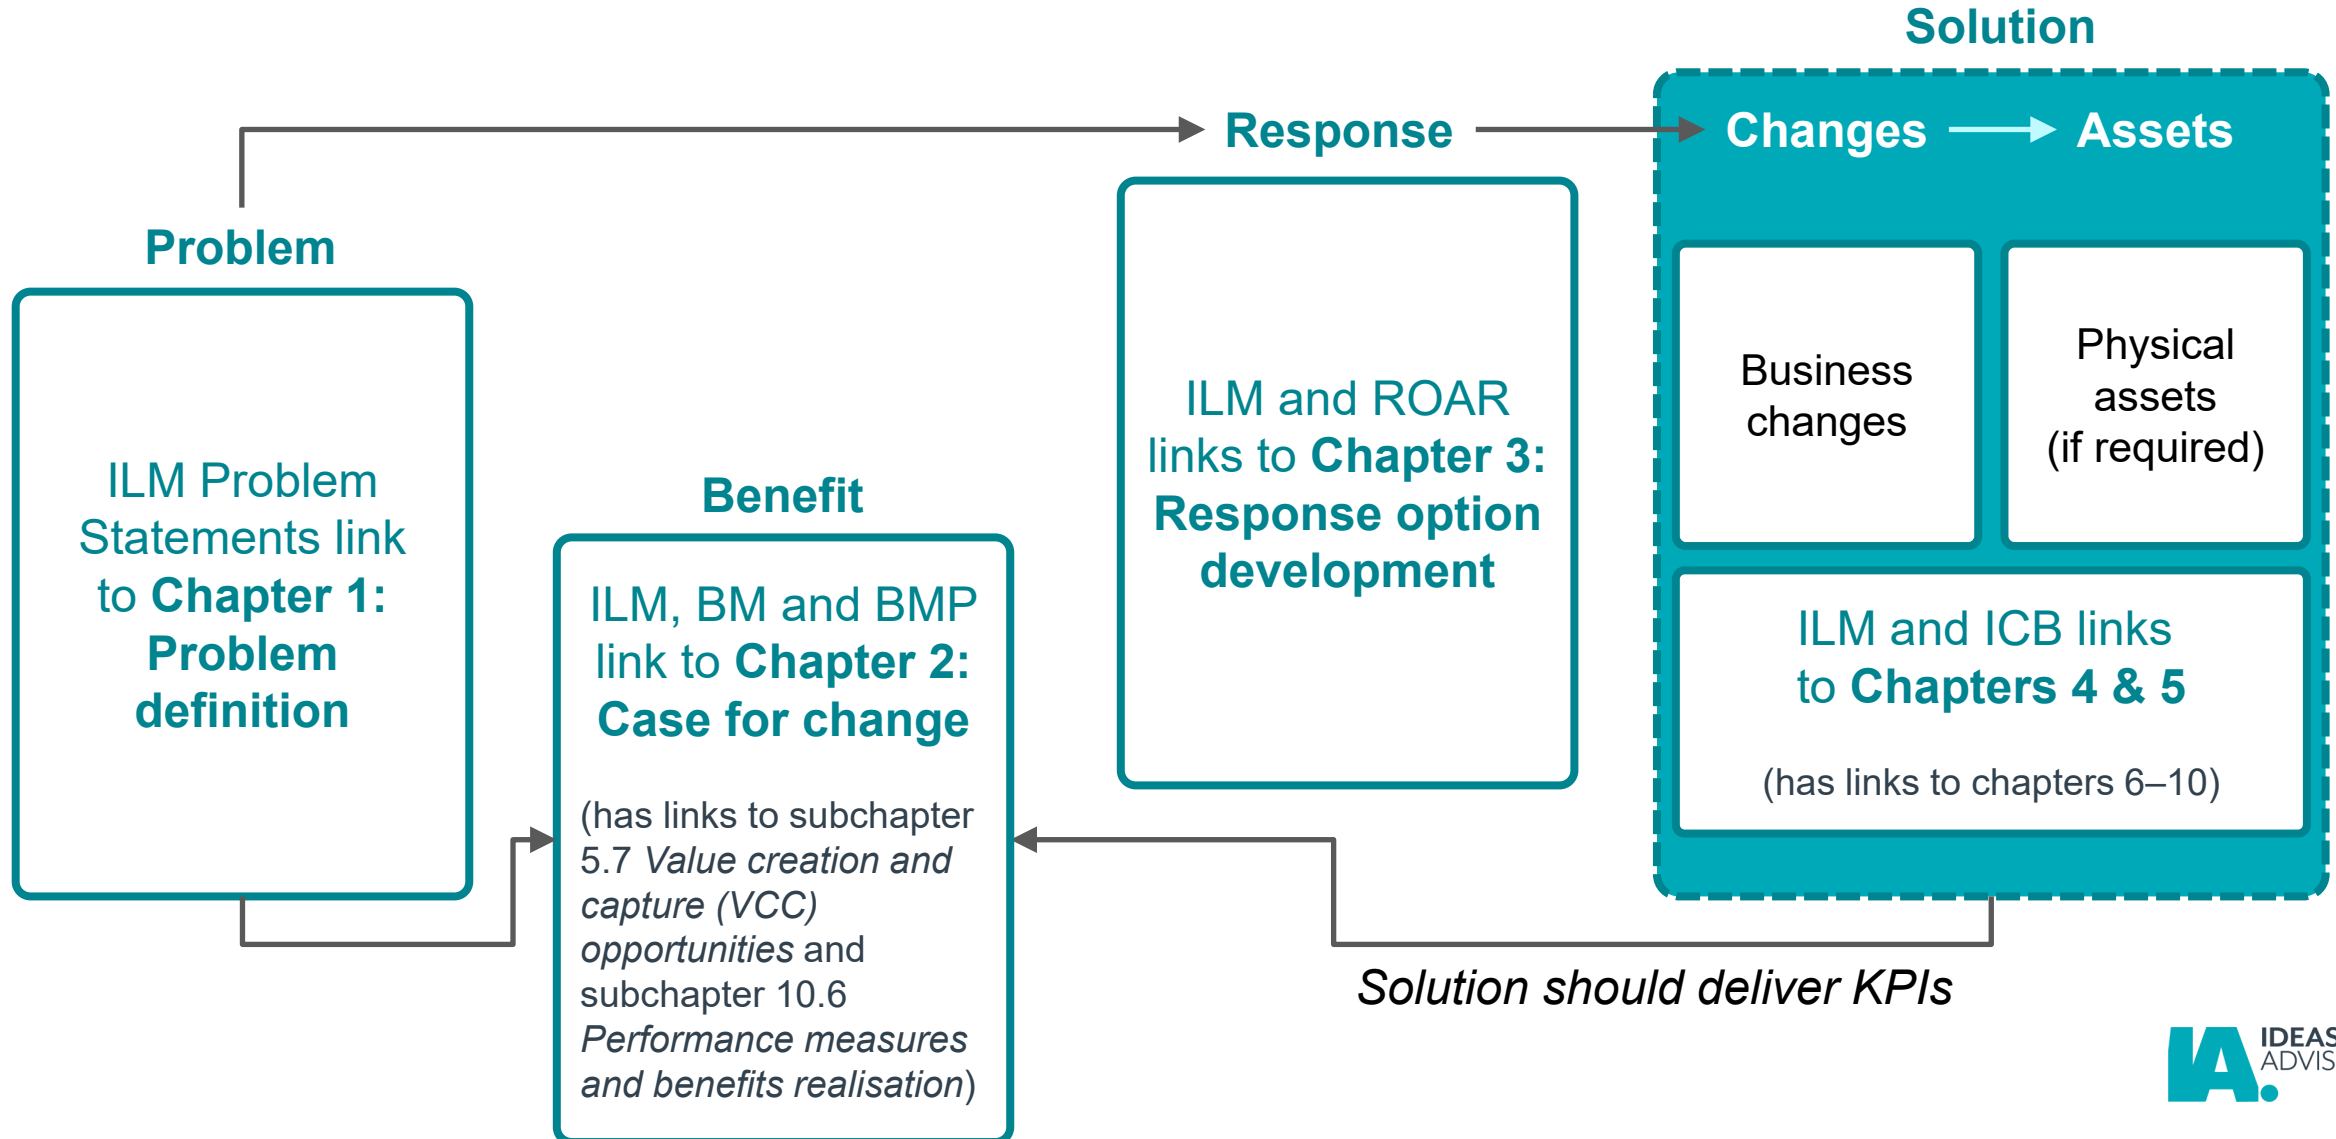 Problem
ILM Problem
Statements link
to Chapter 1:
Problem
definition
Benefit
ILM, BM and BMP
link to Chapter 2:
Case for change
(has links to subchapter
5.7 Value creation and
capture (VCC)
opportunities and
subchapter 10.6
Performance measures
and benefits realisation)
Response
ILM and ROAR
links to Chapter 3:
Response option
development
Solution
Changes
Assets
Business
changes
Physical
assets
(if required)
ILM and ICB links
to Chapters 4 & 5
(has links to chapters 6–10)
Solution should deliver KPIs
IA.
IDEAS
ADVIS